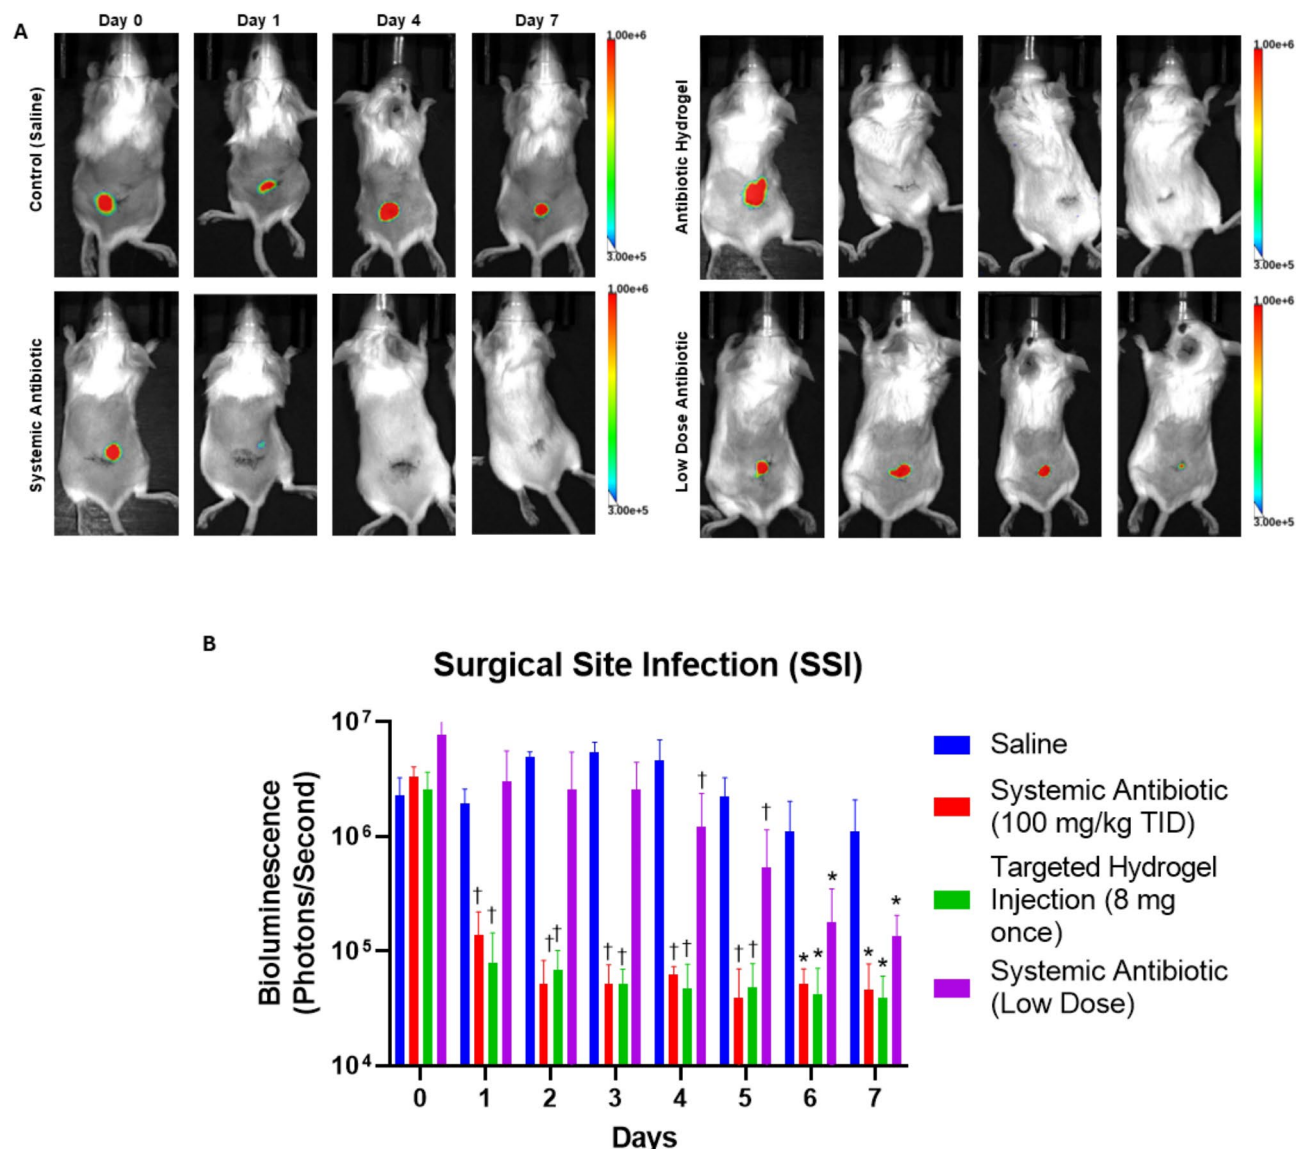 A
Day 0
Day 1
Day 4
Day 7
Control (Saline)
1.00e+6
3.00e+5
Antibiotic Hydrogel
1.00e+6
3.00e+5
Systemic Antibiotic
1.00e+6
3.00e+5
Low Dose Antibiotic
1.00e+6
3.00e+5
B
Surgical Site Infection (SSI)
Bioluminescence
(Photons/Second)
10⁷
10⁶
10⁵
10⁴
† †
† †
† †
† † †
† † †
* * *
* * *
0 1 2 3 4 5 6 7
Days
Saline
Systemic Antibiotic
(100 mg/kg TID)
Targeted Hydrogel
Injection (8 mg
once)
Systemic Antibiotic
(Low Dose)